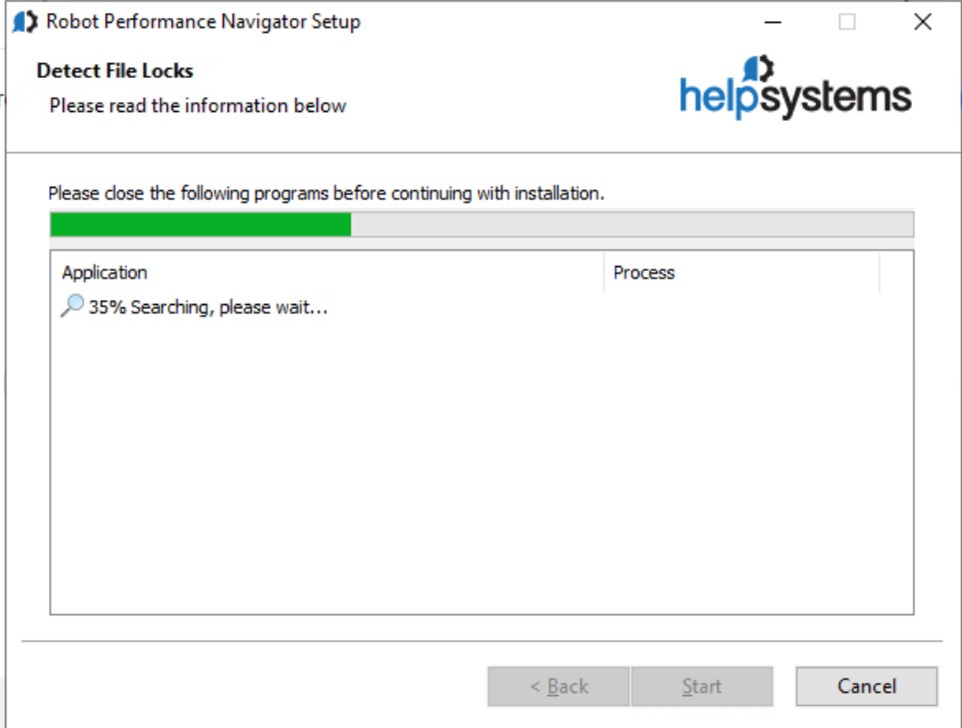 Robot Performance Navigator Setup
Detect File Locks
Please read the information below
helpsystems
Please close the following programs before continuing with installation.
Application Process
35% Searching, please wait...
< Back Start Cancel